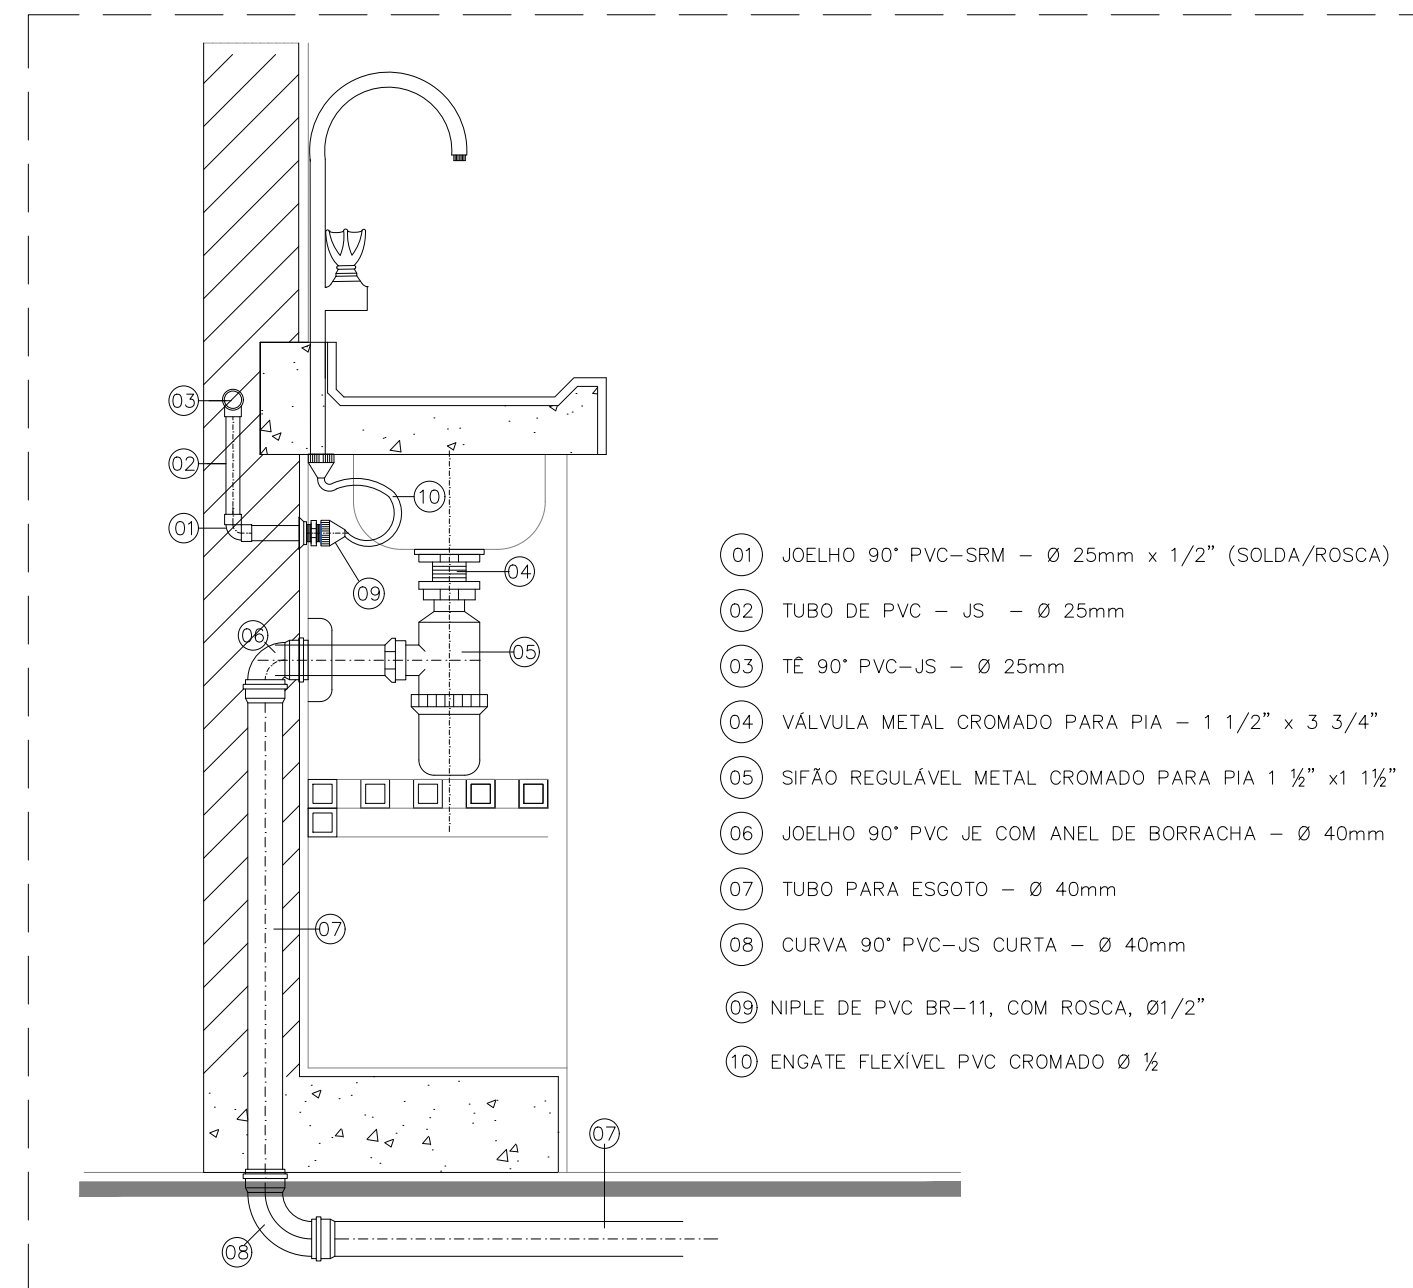 03
02
01
10
09
04
06
05
07
07
08
01 JOELHO 90° PVC-SRM - Ø 25mm x 1/2" (SOLDA/ROSCA)
02 TUBO DE PVC - JS - Ø 25mm
03 TÊ 90° PVC-JS - Ø 25mm
04 VÁLVULA METAL CROMADO PARA PIA - 1 1/2" x 3 3/4"
05 SIFÃO REGULÁVEL METAL CROMADO PARA PIA 1 ½" x1 1½"
06 JOELHO 90° PVC JE COM ANEL DE BORRACHA - Ø 40mm
07 TUBO PARA ESGOTO - Ø 40mm
08 CURVA 90° PVC-JS CURTA - Ø 40mm
09 NIPLE DE PVC BR-11, COM ROSCA, Ø1/2"
10 ENGATE FLEXÍVEL PVC CROMADO Ø ½